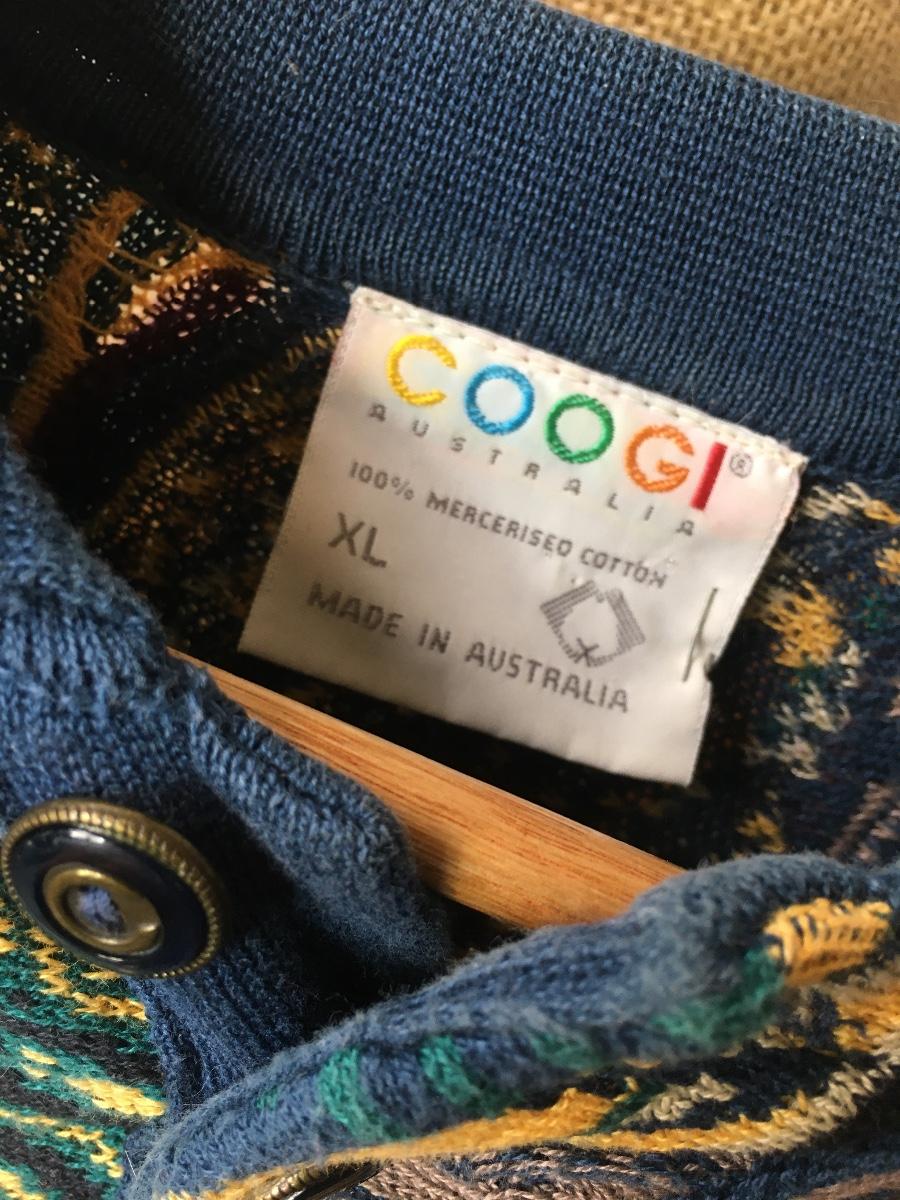 COOGI®
AUSTRALIA
100% MERCERISED COTTON
XL
MADE IN AUSTRALIA